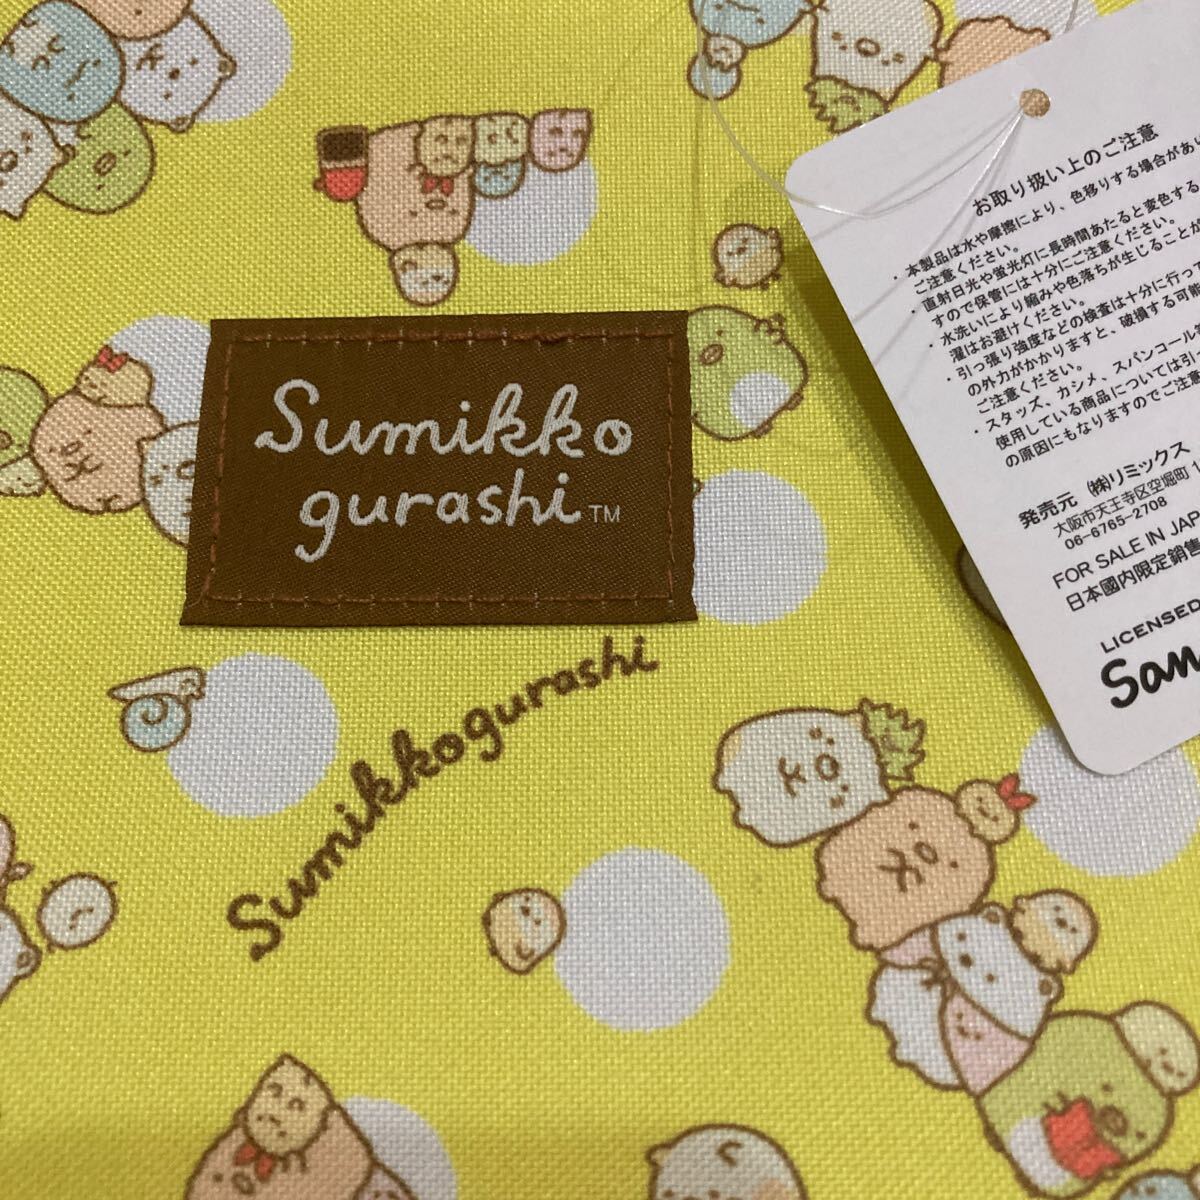 Sumikko
gurashi™
Sumikkogurashi
お取り扱い上のご注意
・本製品は水や摩擦により、色移りする場合があい
ご注意ください。
・直射日光や蛍光灯に長時間あたると変色する
すので保管には十分にご注意ください。
・水洗いにより縮みや色落ちが生じることが
濯はお避けください。
・引っ張り強度などの検査は十分に行って
の外力がかかりますと、破損する可能
ご注意ください。
・スタッズ、カシメ、スパンコール
使用している商品については引っ
の原因にもなりますのでご注意
発売元 ㈱リミックス
大阪市天王寺区空堀町 1
06-6765-2708
FOR SALE IN JAP
日本國内限定銷售
LICENSED
San